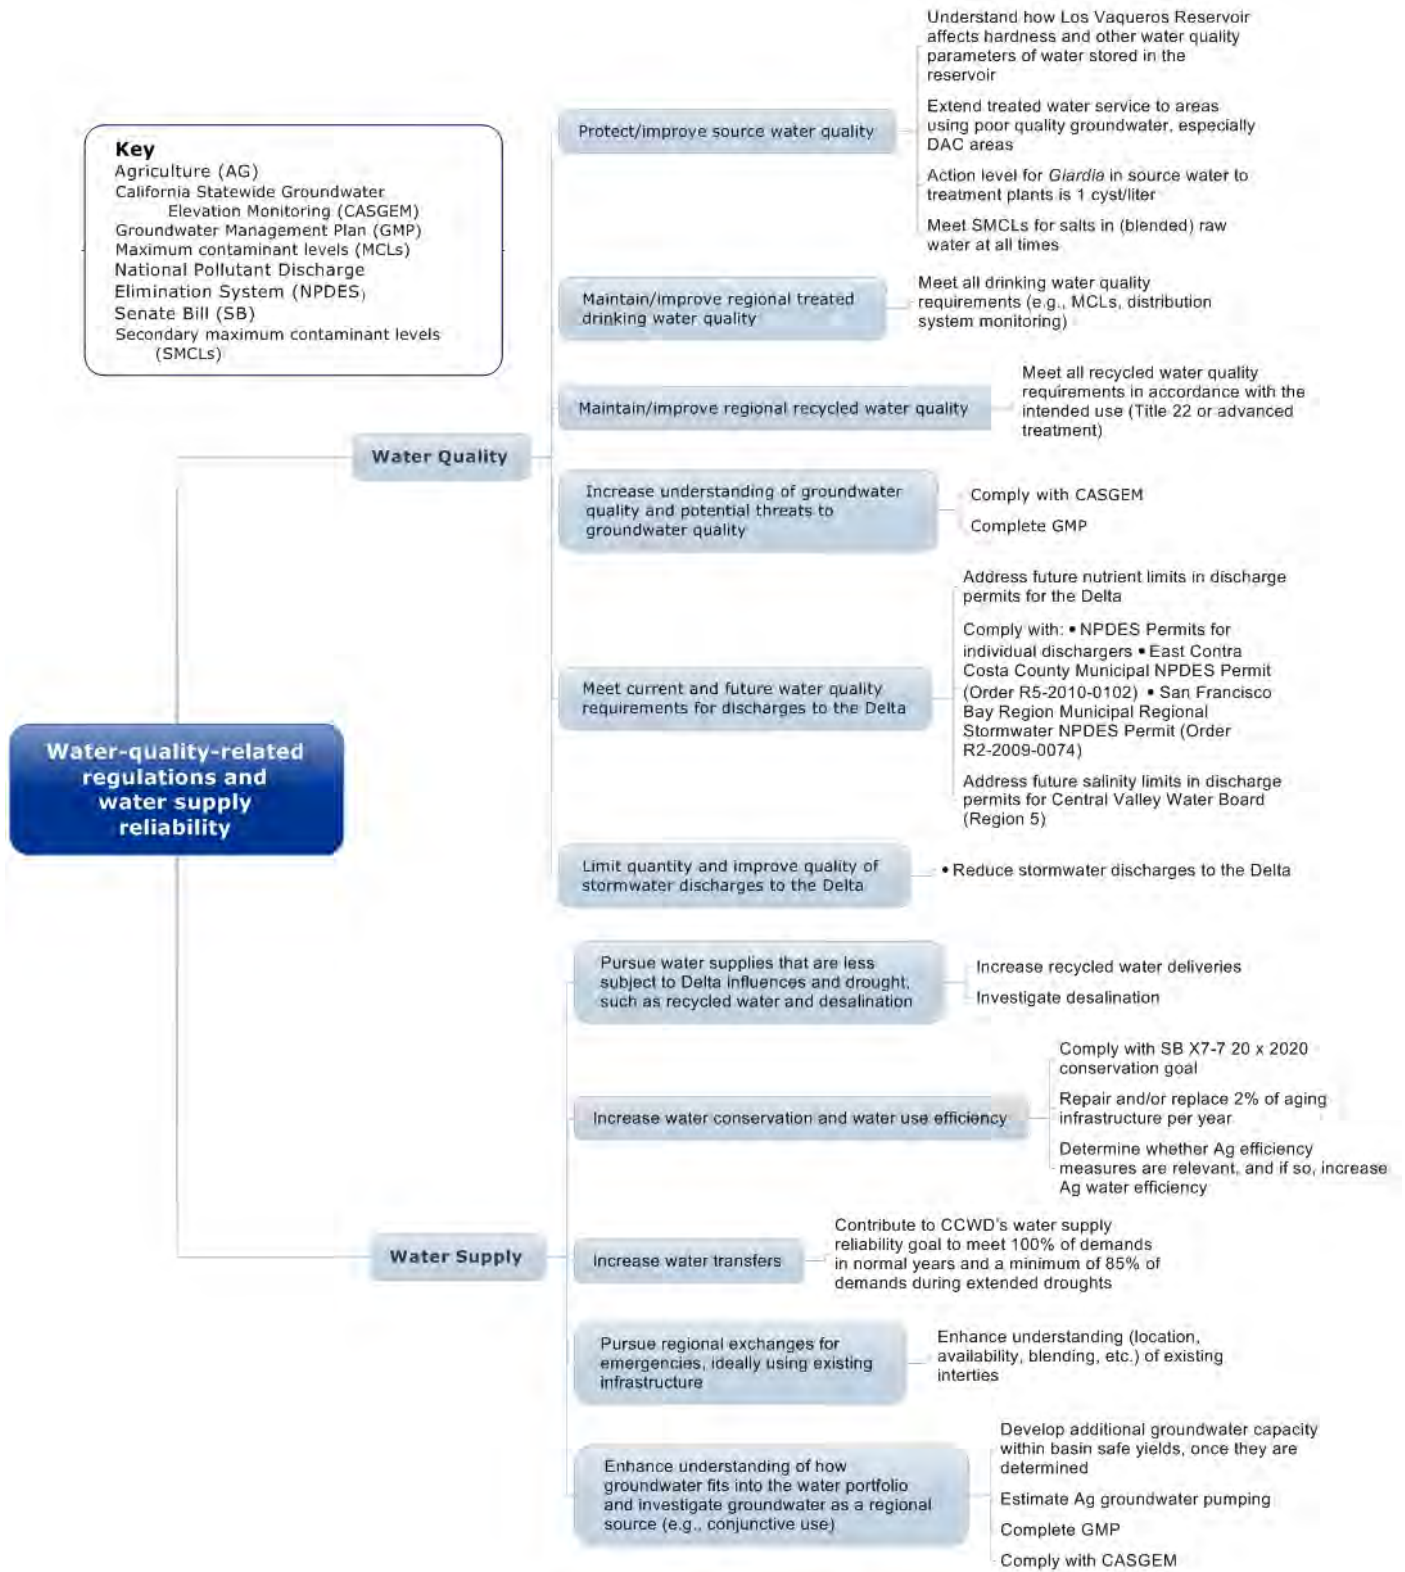 Key
Agriculture (AG)
California Statewide Groundwater
Elevation Monitoring (CASGEM)
Groundwater Management Plan (GMP)
Maximum contaminant levels (MCLs)
National Pollutant Discharge
Elimination System (NPDES)
Senate Bill (SB)
Secondary maximum contaminant levels
(SMCLs)
Water-quality-related
regulations and
water supply
reliability
Water Quality
Protect/improve source water quality
Understand how Los Vaqueros Reservoir
affects hardness and other water quality
parameters of water stored in the
reservoir
Extend treated water service to areas
using poor quality groundwater, especially
DAC areas
Action level for Giardia in source water to
treatment plants is 1 cyst/liter
Meet SMCLs for salts in (blended) raw
water at all times
Maintain/improve regional treated
drinking water quality
Meet all drinking water quality
requirements (e.g., MCLs, distribution
system monitoring)
Maintain/improve regional recycled water quality
Meet all recycled water quality
requirements in accordance with the
intended use (Title 22 or advanced
treatment)
Increase understanding of groundwater
quality and potential threats to
groundwater quality
Comply with CASGEM
Complete GMP
Meet current and future water quality
requirements for discharges to the Delta
Address future nutrient limits in discharge
permits for the Delta
Comply with: • NPDES Permits for
individual dischargers • East Contra
Costa County Municipal NPDES Permit
(Order R5-2010-0102) • San Francisco
Bay Region Municipal Regional
Stormwater NPDES Permit (Order
R2-2009-0074)
Address future salinity limits in discharge
permits for Central Valley Water Board
(Region 5)
Limit quantity and improve quality of
stormwater discharges to the Delta
• Reduce stormwater discharges to the Delta
Water Supply
Pursue water supplies that are less
subject to Delta influences and drought,
such as recycled water and desalination
Increase recycled water deliveries
Investigate desalination
Increase water conservation and water use efficiency
Comply with SB X7-7 20 x 2020
conservation goal
Repair and/or replace 2% of aging
infrastructure per year
Determine whether Ag efficiency
measures are relevant, and if so, increase
Ag water efficiency
Increase water transfers
Contribute to CCWD's water supply
reliability goal to meet 100% of demands
in normal years and a minimum of 85% of
demands during extended droughts
Pursue regional exchanges for
emergencies, ideally using existing
infrastructure
Enhance understanding (location,
availability, blending, etc.) of existing
interties
Enhance understanding of how
groundwater fits into the water portfolio
and investigate groundwater as a regional
source (e.g., conjunctive use)
Develop additional groundwater capacity
within basin safe yields, once they are
determined
Estimate Ag groundwater pumping
Complete GMP
Comply with CASGEM